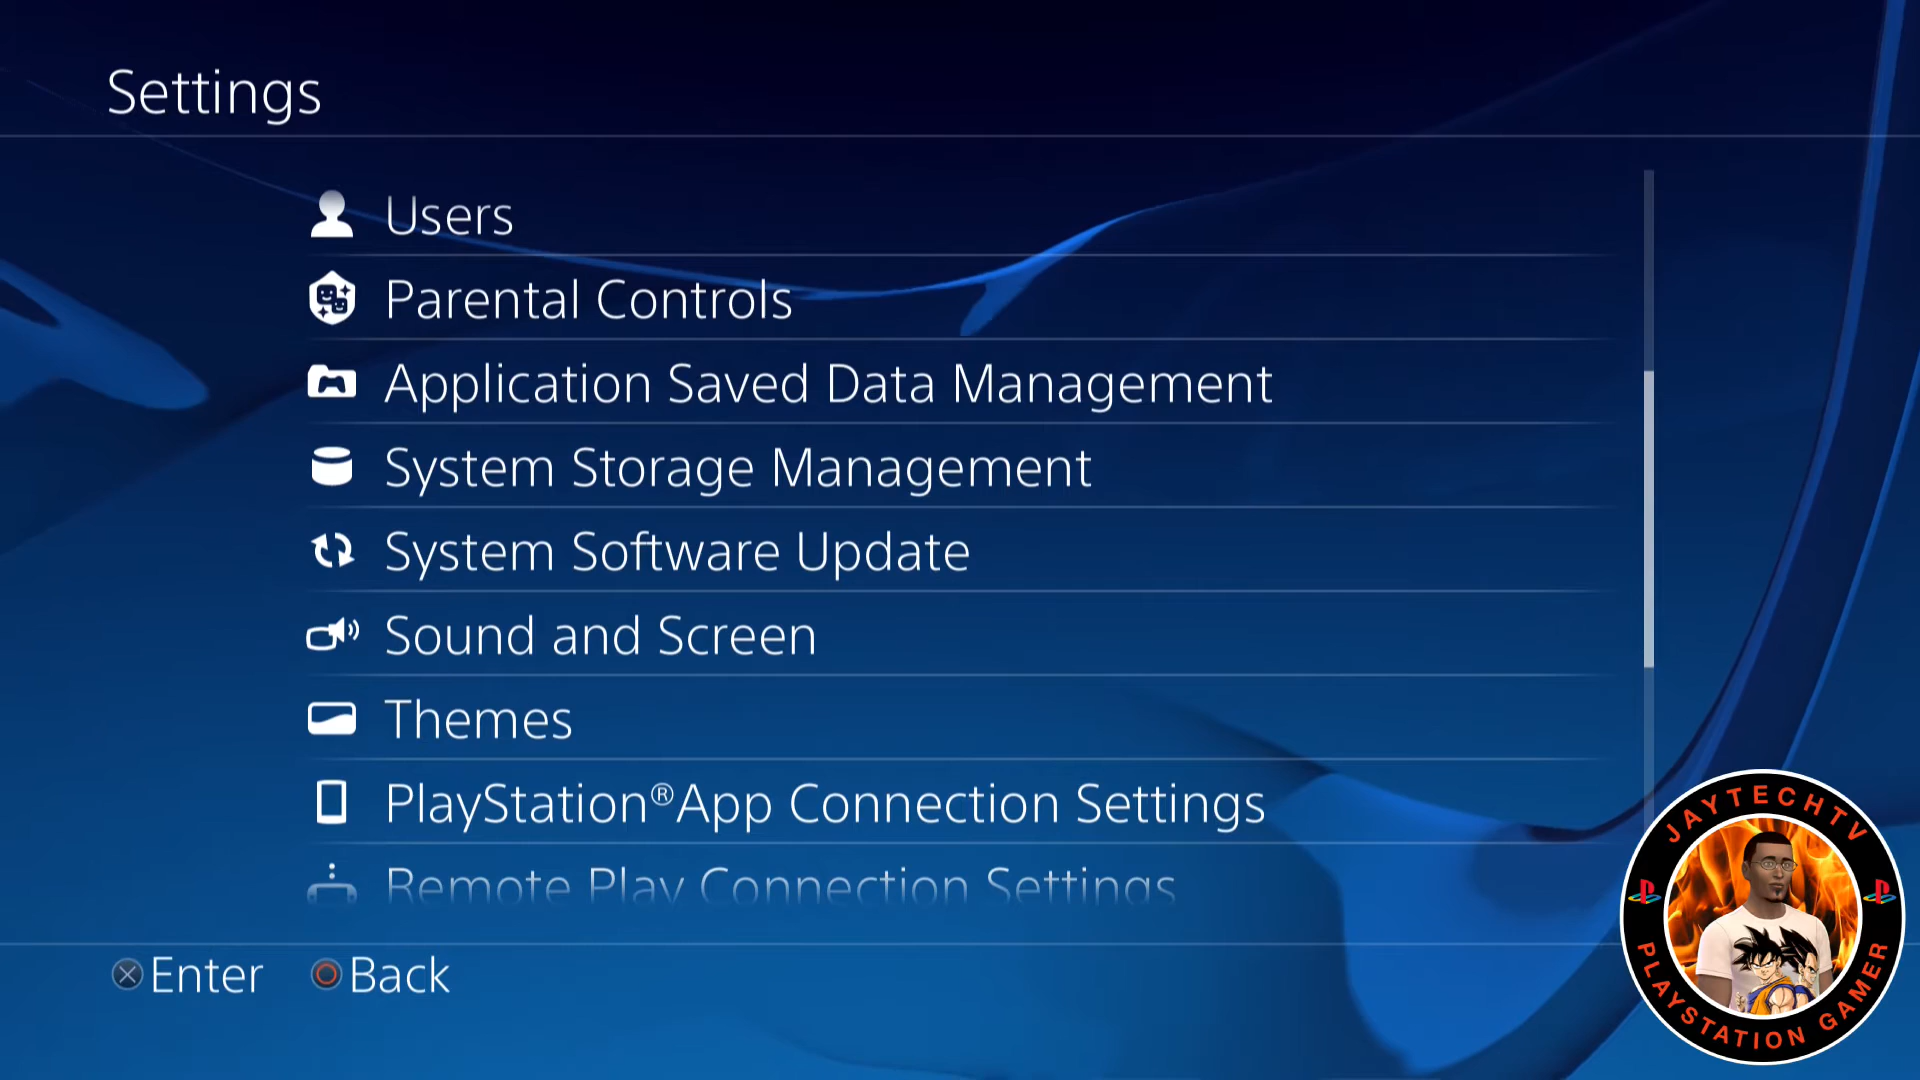 Settings
Users
Parental Controls
Application Saved Data Management
System Storage Management
System Software Update
Sound and Screen
Themes
PlayStation®App Connection Settings
Remote Play Connection Settings
Enter Back
JAYTECHTV
PLAYSTATION GAMER